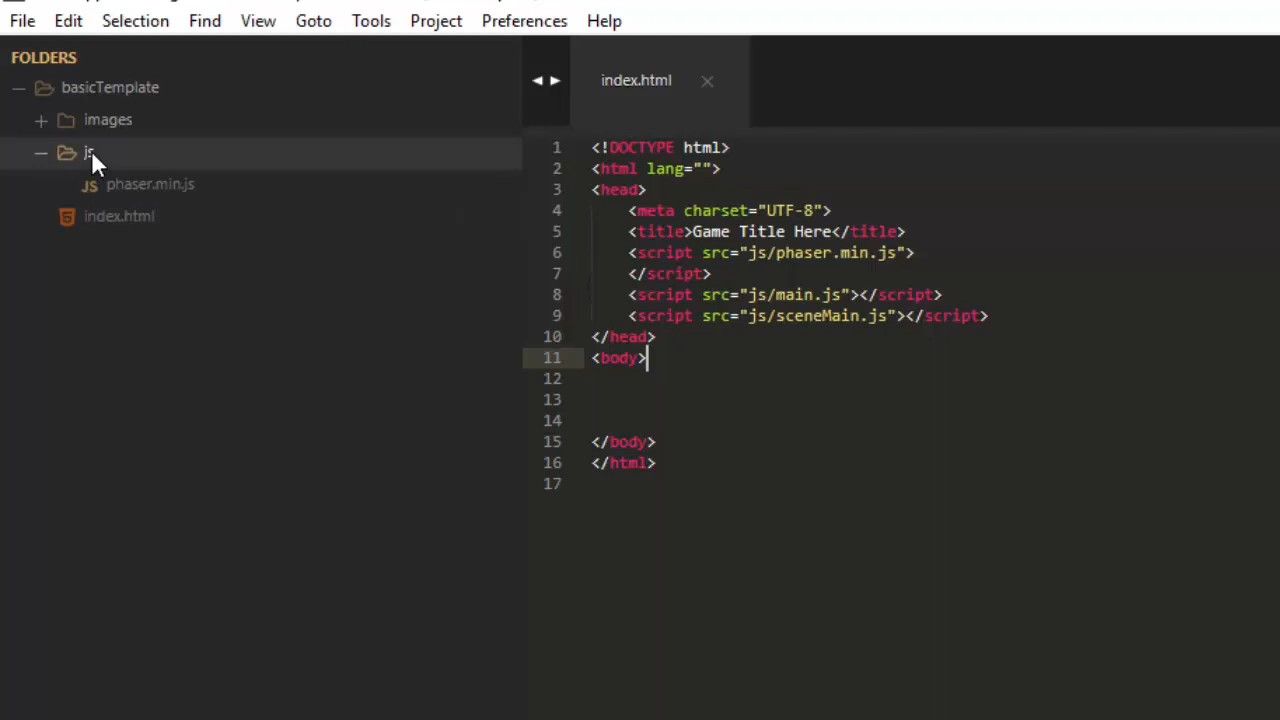 File Edit Selection Find View Goto Tools Project Preferences Help
FOLDERS
basicTemplate
images
js
JS phaser.min.js
index.html
index.html
1 <!DOCTYPE html>
2 <html lang="">
3 <head>
4 <meta charset="UTF-8">
5 <title>Game Title Here</title>
6 <script src="js/phaser.min.js">
7 </script>
8 <script src="js/main.js"></script>
9 <script src="js/sceneMain.js"></script>
10 </head>
11 <body>
12
13
14
15 </body>
16 </html>
17